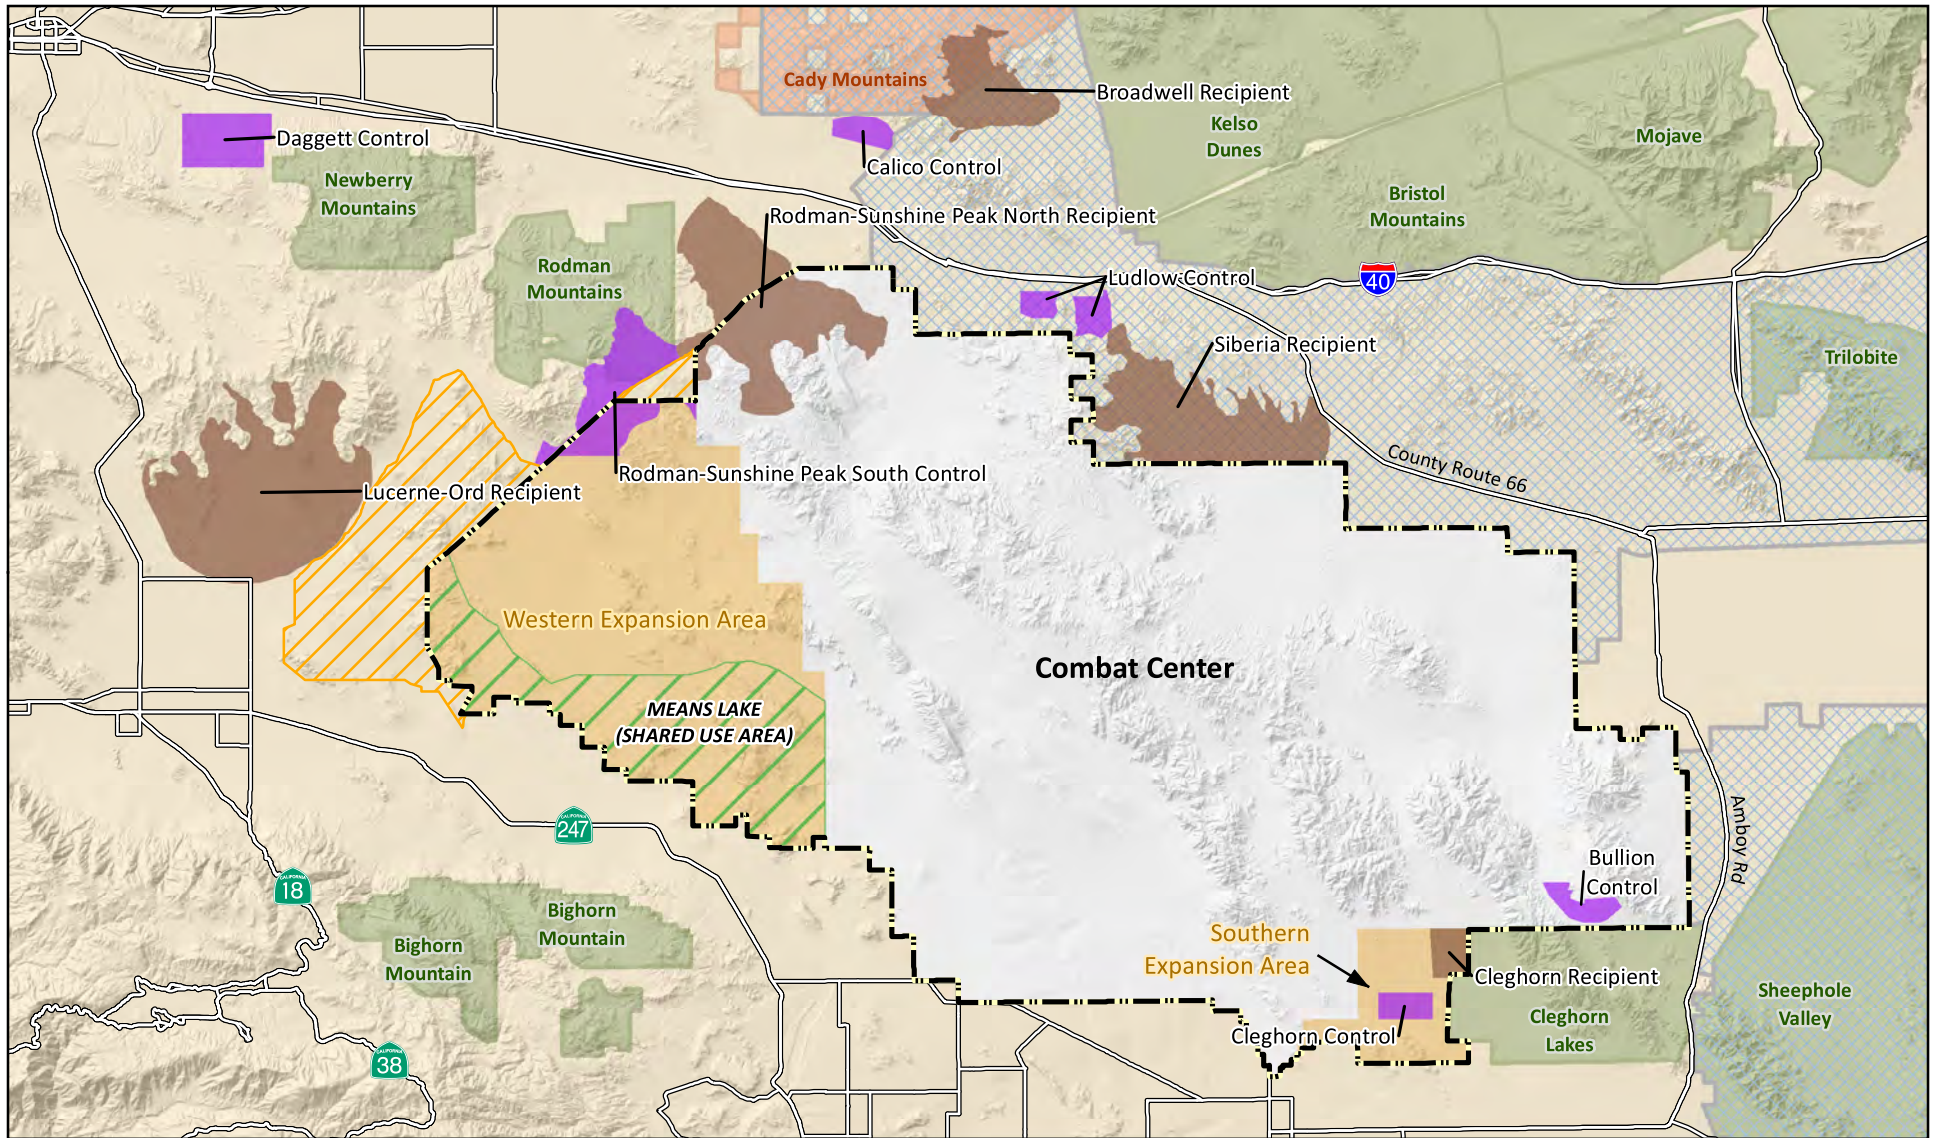 Cady Mountains
Broadwell Recipient
Kelso
Dunes
Mojave
Daggett Control
Calico Control
Newberry
Mountains
Bristol
Mountains
Rodman-Sunshine Peak North Recipient
Rodman
Mountains
Ludlow Control
40
Siberia Recipient
Trilobite
County Route 66
Rodman-Sunshine Peak South Control
Lucerne-Ord Recipient
Western Expansion Area
Combat Center
MEANS LAKE
(SHARED USE AREA)
CALIFORNIA
247
Amboy Rd
Bullion
Control
CALIFORNIA
18
Bighorn
Mountain
Bighorn
Mountain
Southern
Expansion Area
Cleghorn Recipient
Sheephole
Valley
Cleghorn
Lakes
Cleghorn Control
CALIFORNIA
38